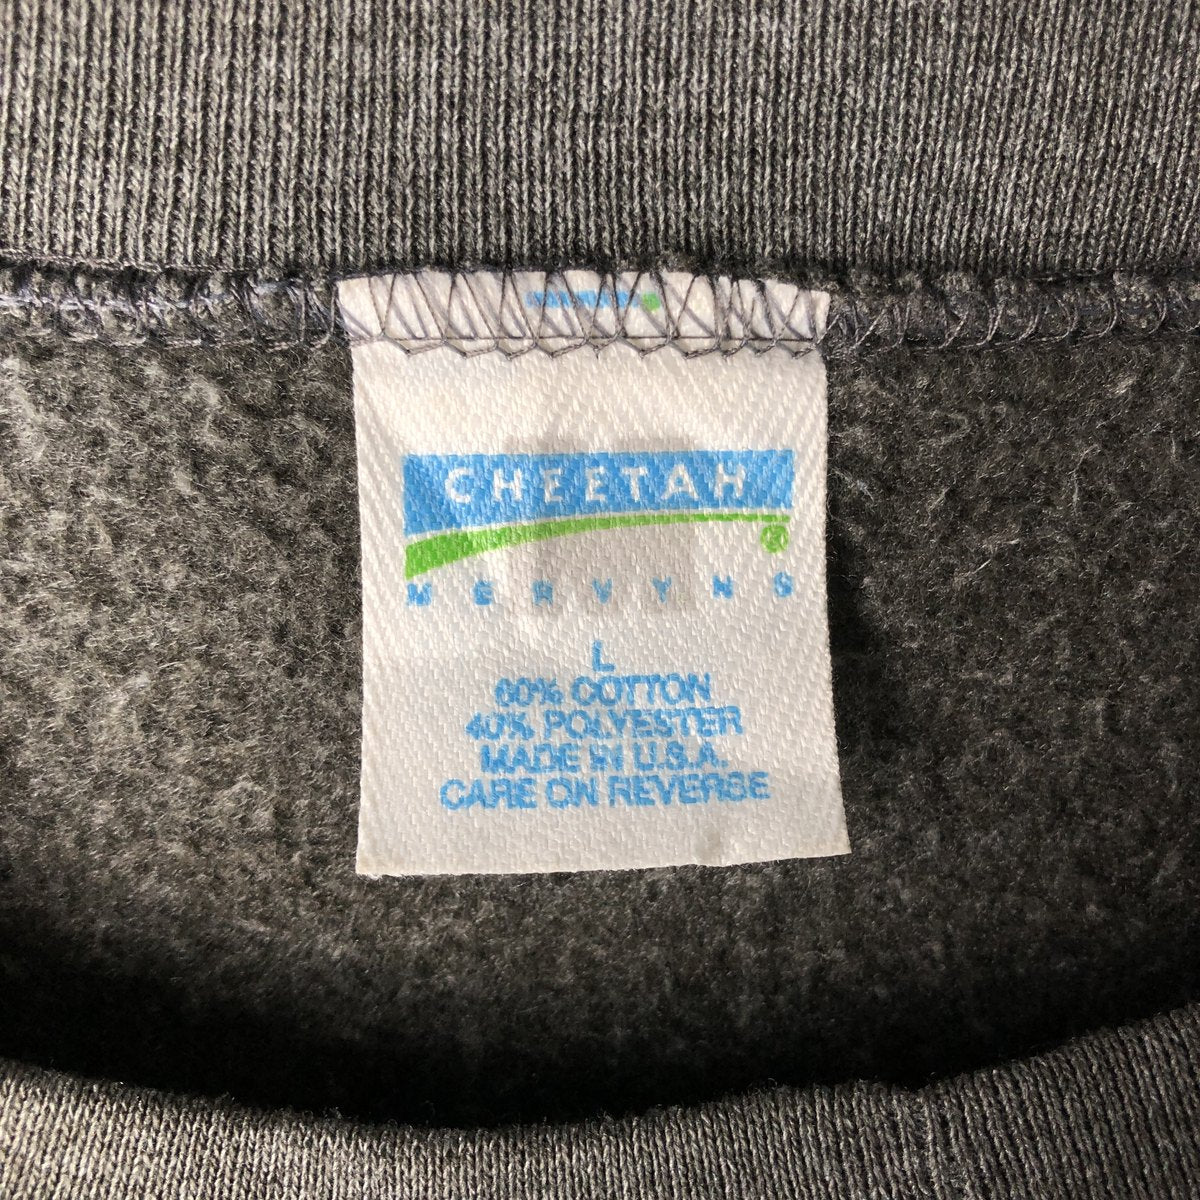 CHEETAH
®
MERVYNS
L
60% COTTON
40% POLYESTER
MADE IN U.S.A.
CARE ON REVERSE